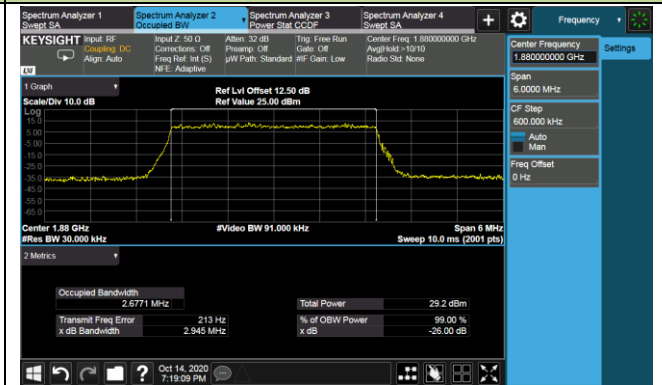 Spectrum Analyzer 1 Spectrum Analyzer 2 Spectrum Analyzer 3 Spectrum Analyzer 4
Swept SA Occupied BW Power Stat CCDF Swept SA + Frequency
KEYSIGHT Input: RF Input Z: 50 Ω Atten: 32 dB Trig: Free Run Center Freq: 1.880000000 GHz
Coupling: DC Corrections: Off Preamp: Off Gate: Off Avg|Hold:>10/10
Align: Auto Freq Ref: Int (S) µW Path: Standard #IF Gain: Low Radio Std: None
LXI NFE: Adaptive
Center Frequency Settings
1.880000000 GHz
Span
6.0000 MHz
CF Step
600.000 kHz
Auto
Man
Freq Offset
0 Hz
1 Graph Ref Lvl Offset 12.50 dB
Scale/Div 10.0 dB Ref Value 25.00 dBm
Log
15.0
5.00
-5.00
-15.0
-25.0
-35.0
-45.0
-55.0
-65.0
Center 1.88 GHz #Video BW 91.000 kHz Span 6 MHz
#Res BW 30.000 kHz Sweep 10.0 ms (2001 pts)
2 Metrics
Occupied Bandwidth
2.6771 MHz Total Power 29.2 dBm
Transmit Freq Error 213 Hz % of OBW Power 99.00 %
x dB Bandwidth 2.945 MHz x dB -26.00 dB
? Oct 14, 2020
7:19:09 PM